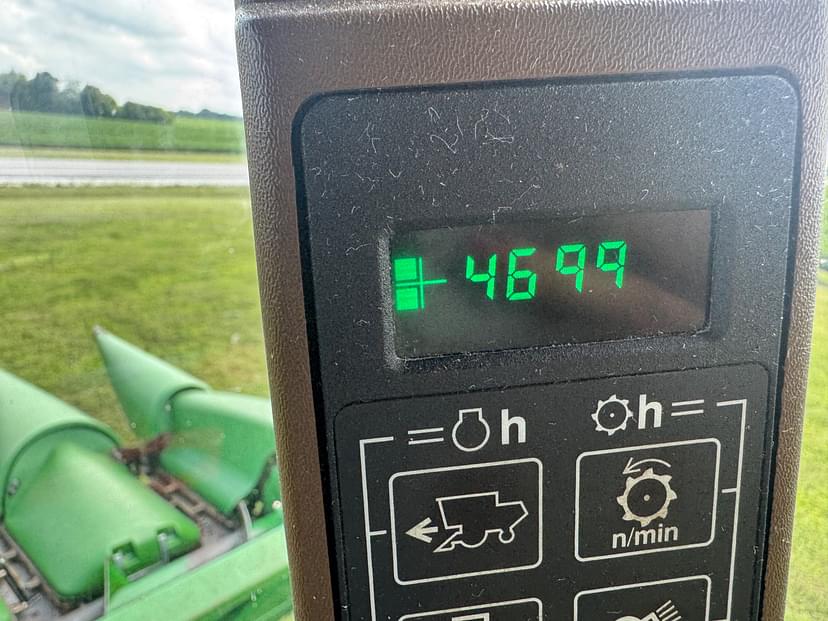 4699
=h h=
n/min